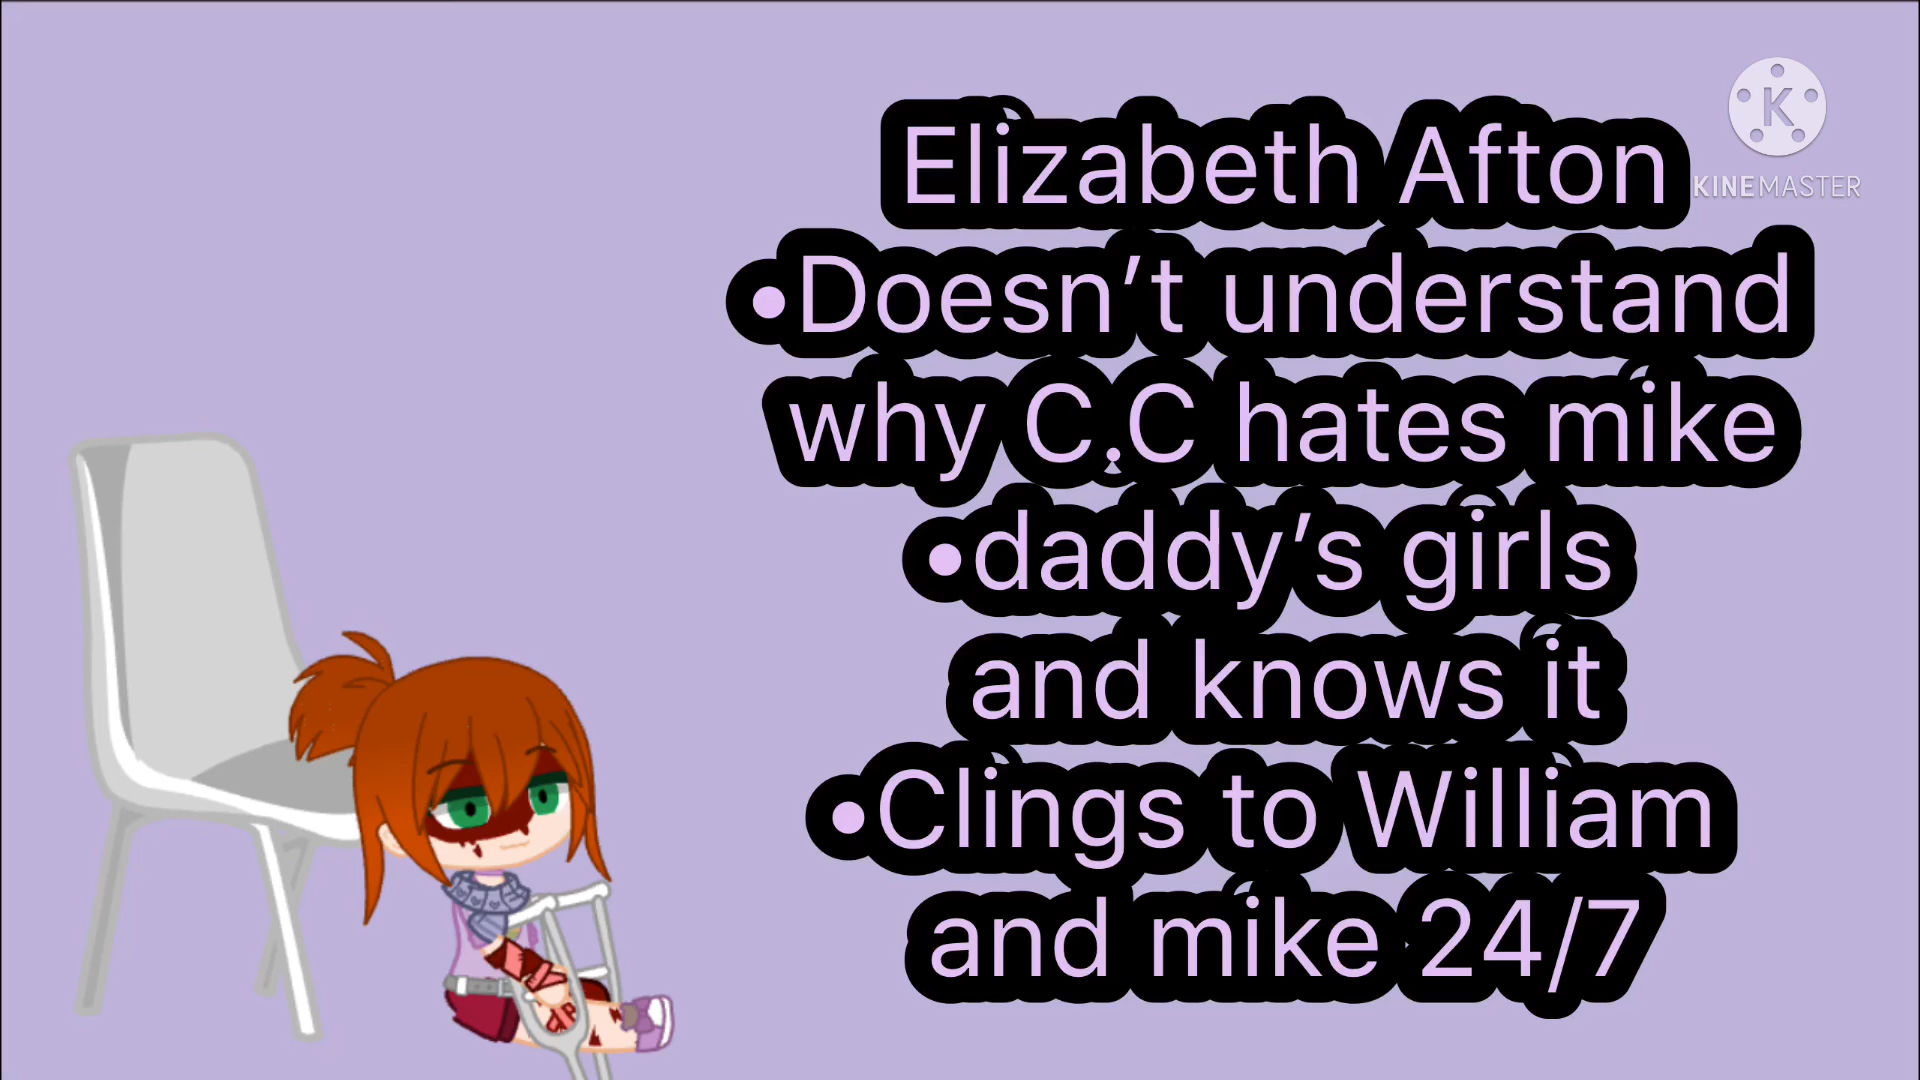 Elizabeth Afton
•Doesn’t understand
why C.C hates mike
•daddy’s girls
and knows it
•Clings to William
and mike 24/7
K
KINEMASTER